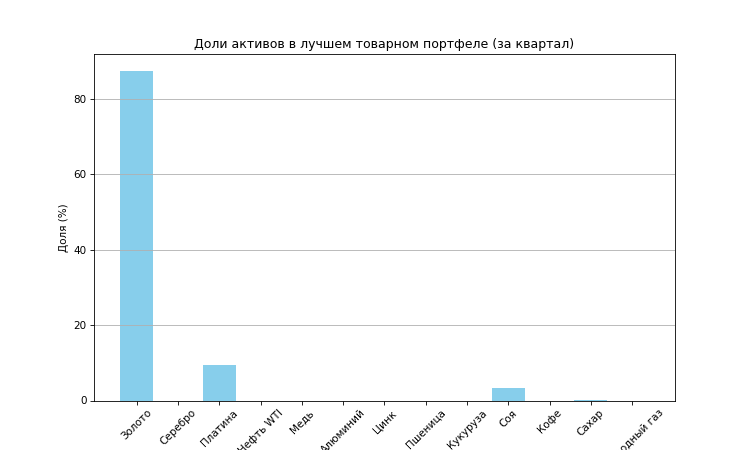 Доли активов в лучшем товарном портфеле (за квартал)
Доля (%)
80
60
40
20
0
Золото
Серебро
Платина
Нефть WTI
Медь
Алюминий
Цинк
Пшеница
Кукуруза
Соя
Кофе
Сахар
одный газ